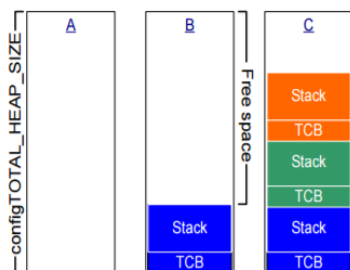 configTOTAL_HEAP_SIZE
A
B
C
Free space
Stack
TCB
Stack
TCB
Stack
TCB
Stack
TCB